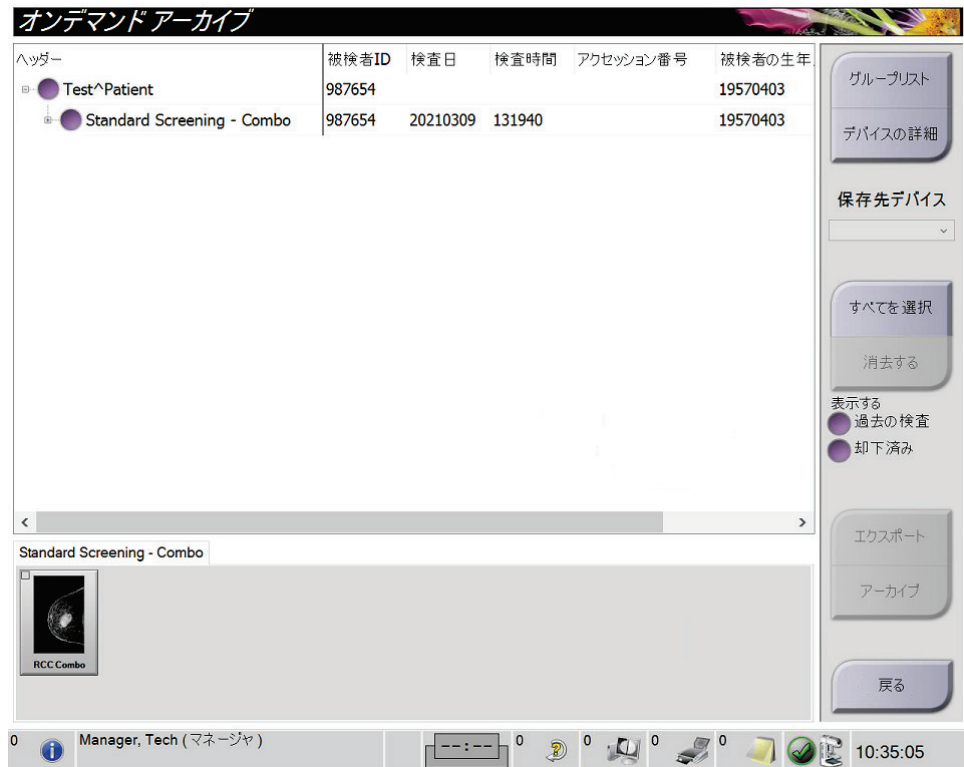 オンデマンド アーカイブ
ヘッダー 被検者ID 検査日 検査時間 アクセッション番号 被検者の生年
Test^Patient 987654 19570403
Standard Screening - Combo 987654 20210309 131940 19570403
グループリスト
デバイスの詳細
保存先デバイス
すべてを選択
消去する
表示する
過去の検査
却下済み
エクスポート
アーカイブ
戻る
Standard Screening - Combo
RCC Combo
0 Manager, Tech (マネージャ) --:-- 0 0 0 0 10:35:05